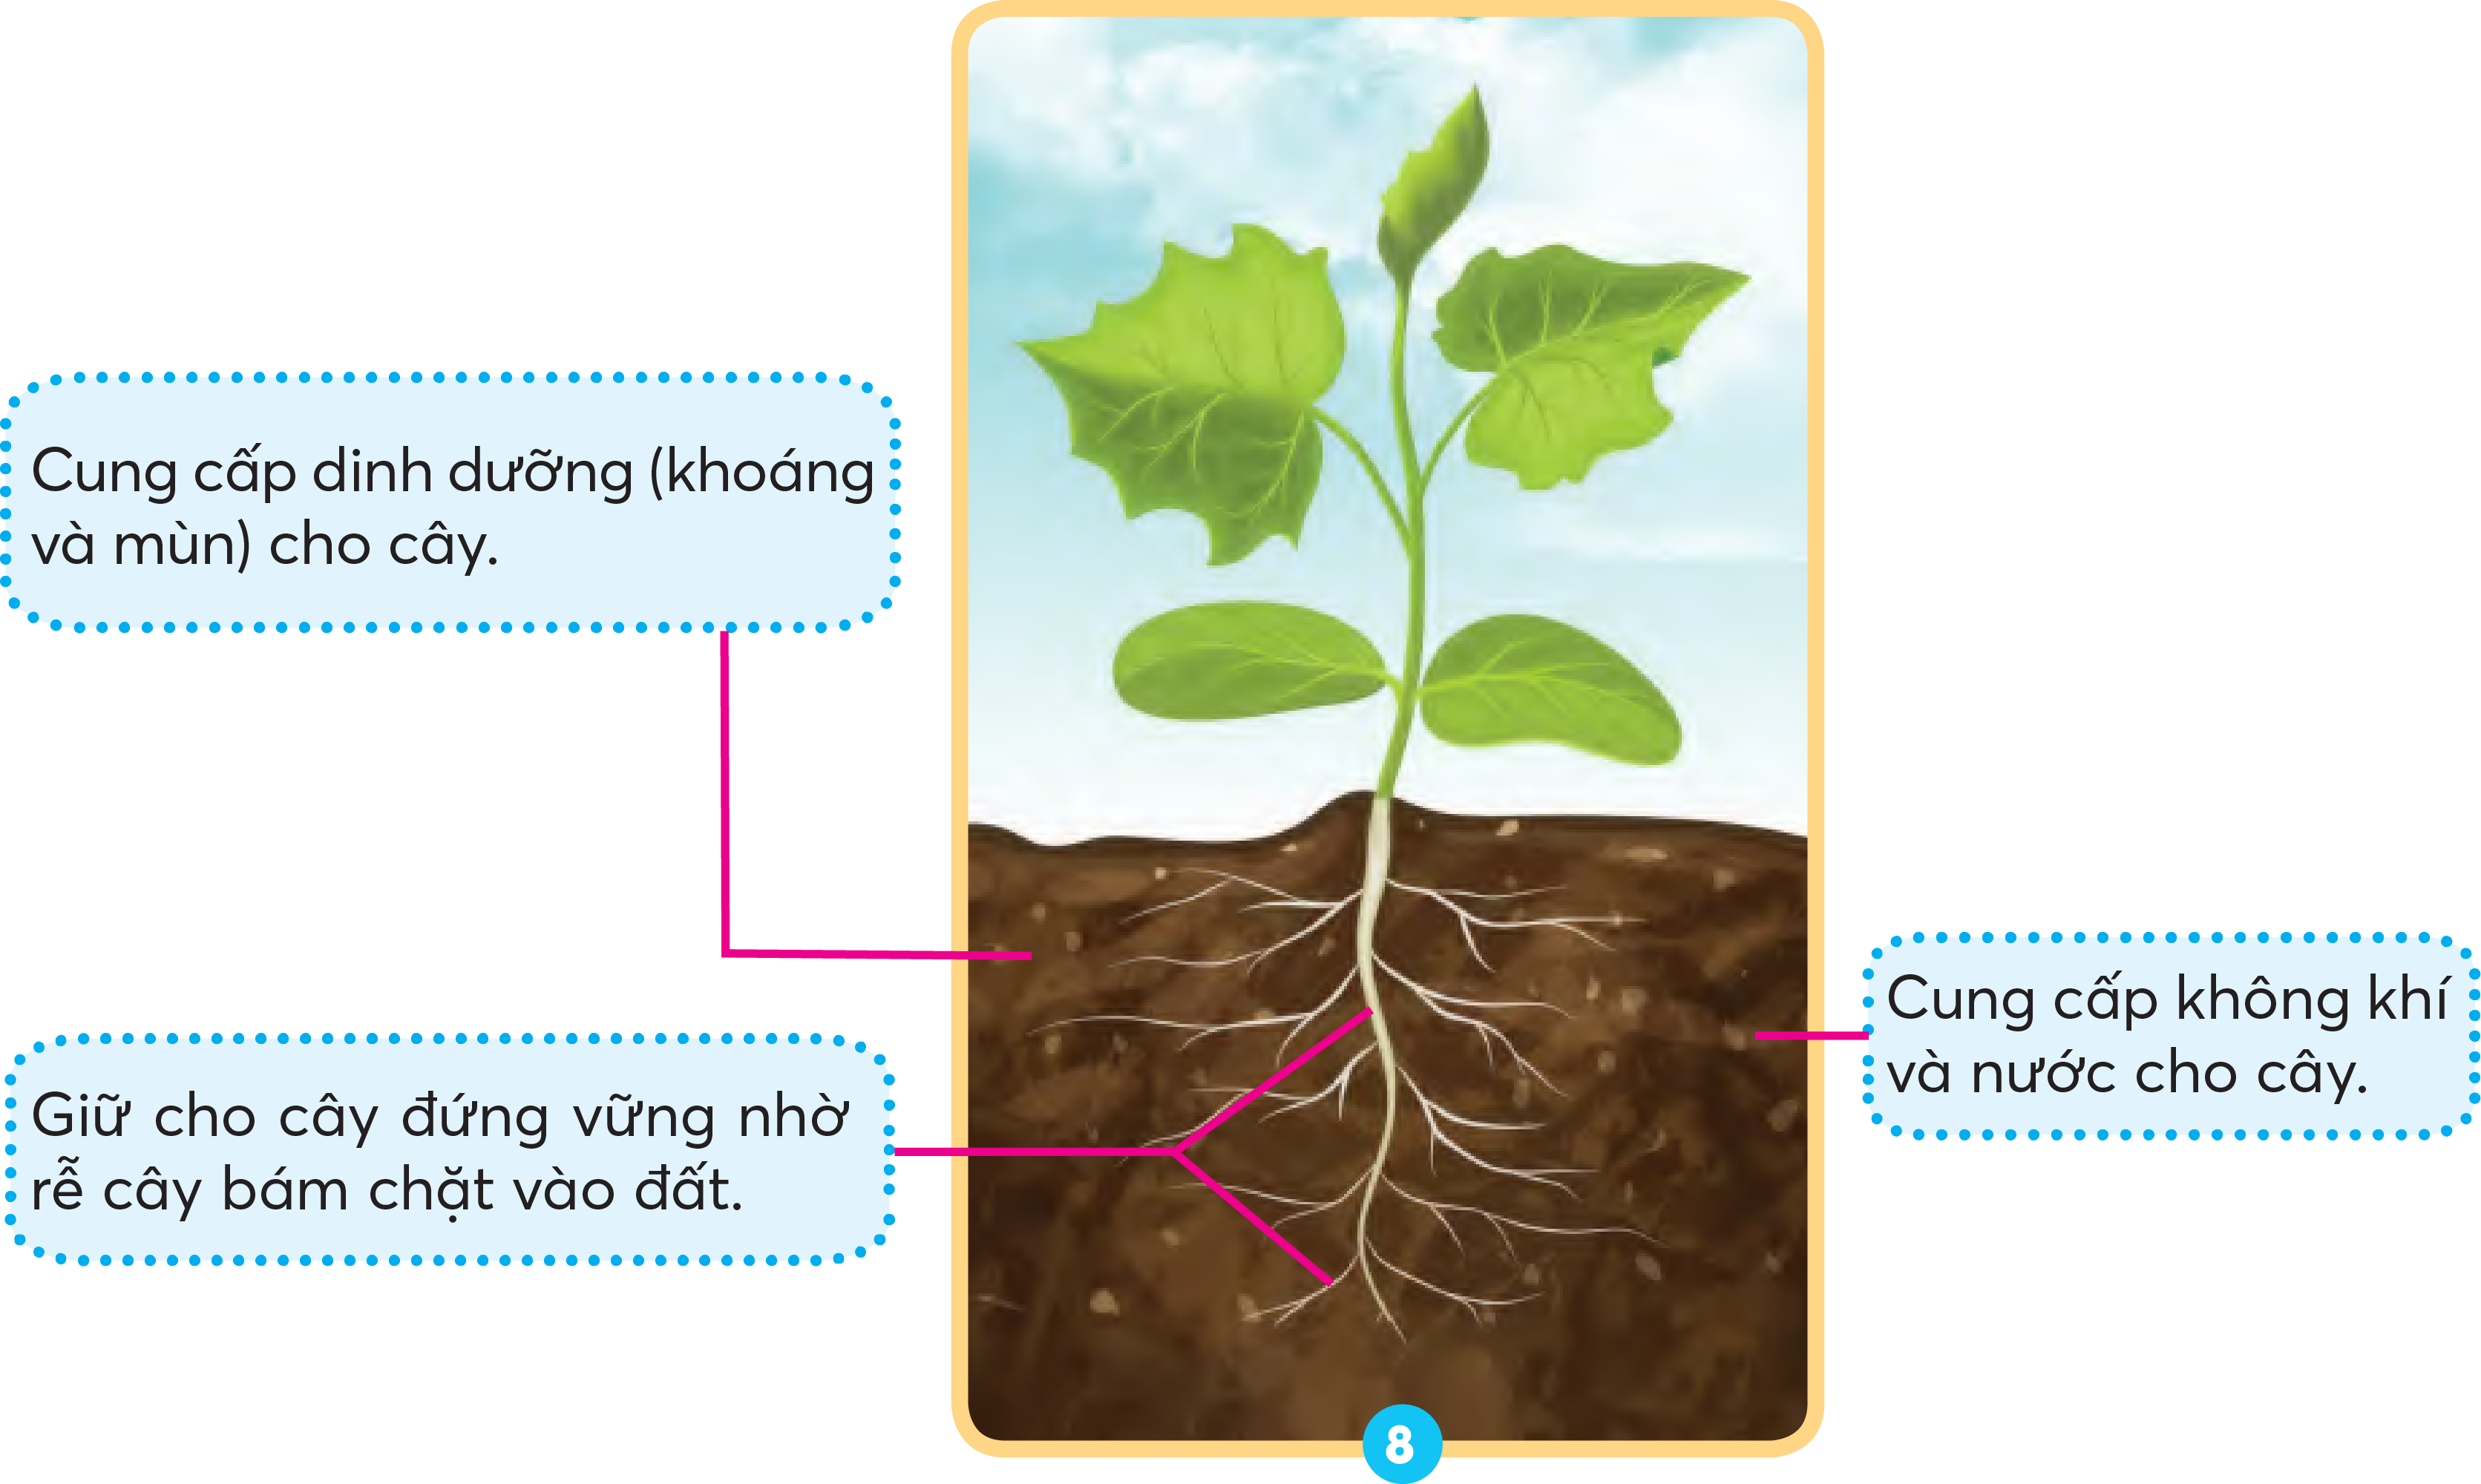 Cung cấp dinh dưỡng (khoáng
và mùn) cho cây.
Giữ cho cây đứng vững nhờ
rễ cây bám chặt vào đất.
Cung cấp không khí
và nước cho cây.
8